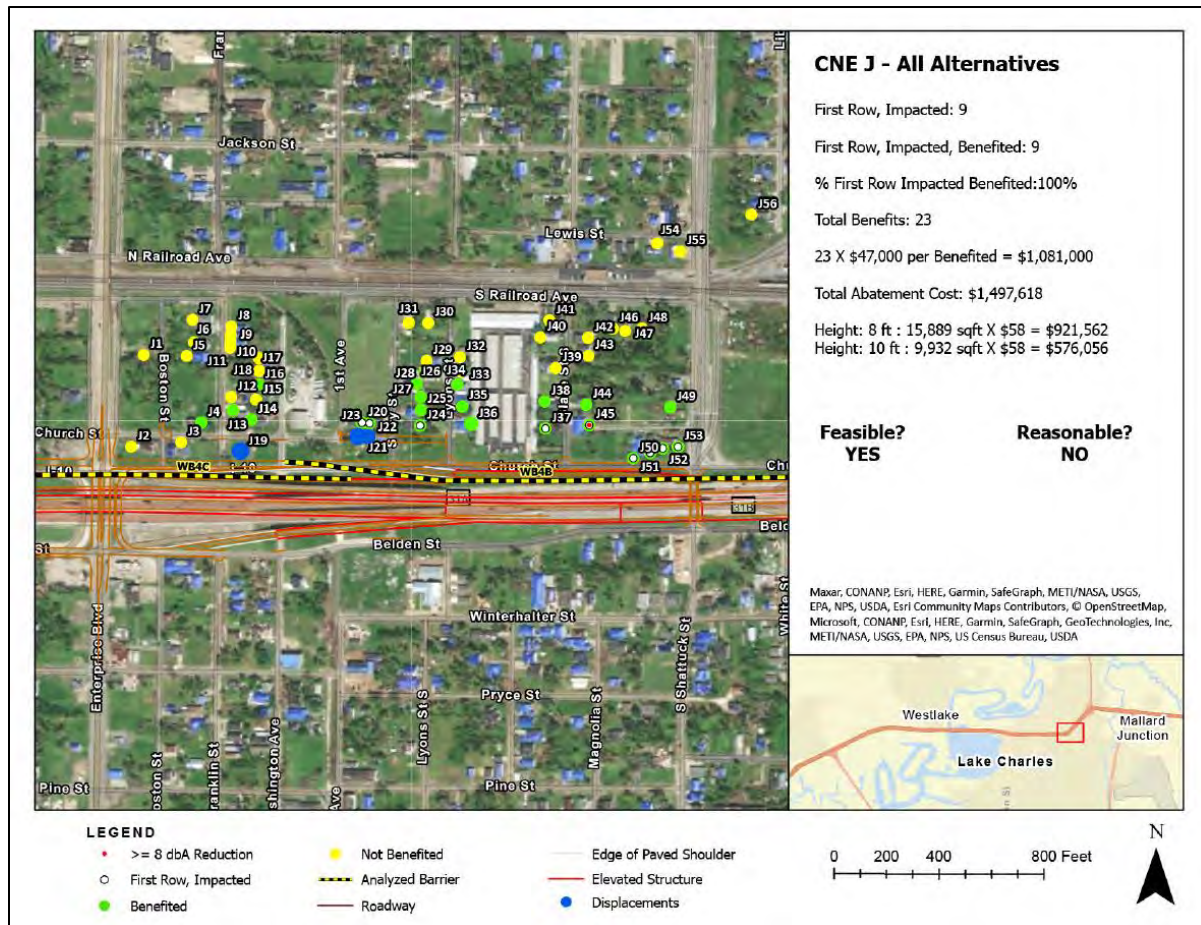 CNE J - All Alternatives
First Row, Impacted: 9
First Row, Impacted, Benefited: 9
% First Row Impacted Benefited:100%
Total Benefits: 23
23 X $47,000 per Benefited = $1,081,000
Total Abatement Cost: $1,497,618
Height: 8 ft : 15,889 sqft X $58 = $921,562
Height: 10 ft : 9,932 sqft X $58 = $576,056
Feasible? Reasonable?
YES NO
Maxar, CONANP, Esri, HERE, Garmin, SafeGraph, METI/NASA, USGS,
EPA, NPS, USDA, Esri Community Maps Contributors, © OpenStreetMap,
Microsoft, CONANP, Esri, HERE, Garmin, SafeGraph, GeoTechnologies, Inc,
METI/NASA, USGS, EPA, NPS, US Census Bureau, USDA
Westlake
Mallard
Junction
Lake Charles
Jackson St
J56
Lewis St
J54
J55
N Railroad Ave
S Railroad Ave
J7
J8
J31
J30
J41
J46
J48
J6
J9
J40
J42
J47
J1
J5
J10
J43
J11
J17
J29
J32
J39
J18
J16
J28
J26
J34
J33
Boston St
1st Ave
J12
J15
J27
J25
J35
J38
J44
J49
J4
J14
J13
J23
J20
J24
J36
J37
J45
J22
J2
J3
J19
J21
J50
J53
J51
J52
Church St
Church St
I-10
WB4C
WB4B
31B
Belden St
Winterhalter St
Enterprise Blvd
White St
Pryce St
Lyons St S
Magnolia St
S Shattuck St
Pine St
Pine St
LEGEND
>= 8 dbA Reduction
Not Benefited
Edge of Paved Shoulder
First Row, Impacted
Analyzed Barrier
Elevated Structure
Benefited
Roadway
Displacements
0 200 400 800 Feet
N